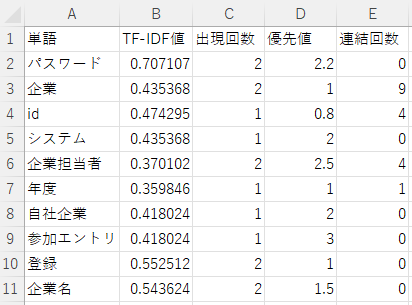 A B C D E
1 単語 TF-IDF値 出現回数 優先値 連結回数
2 パスワード 0.707107 2 2.2 0
3 企業 0.435368 2 1 9
4 id 0.474295 1 0.8 4
5 システム 0.435368 1 2 0
6 企業担当者 0.370102 2 2.5 4
7 年度 0.359846 1 1 1
8 自社企業 0.418024 1 2 0
9 参加エントリ 0.418024 1 3 0
10 登録 0.552512 2 1 0
11 企業名 0.543624 2 1.5 0